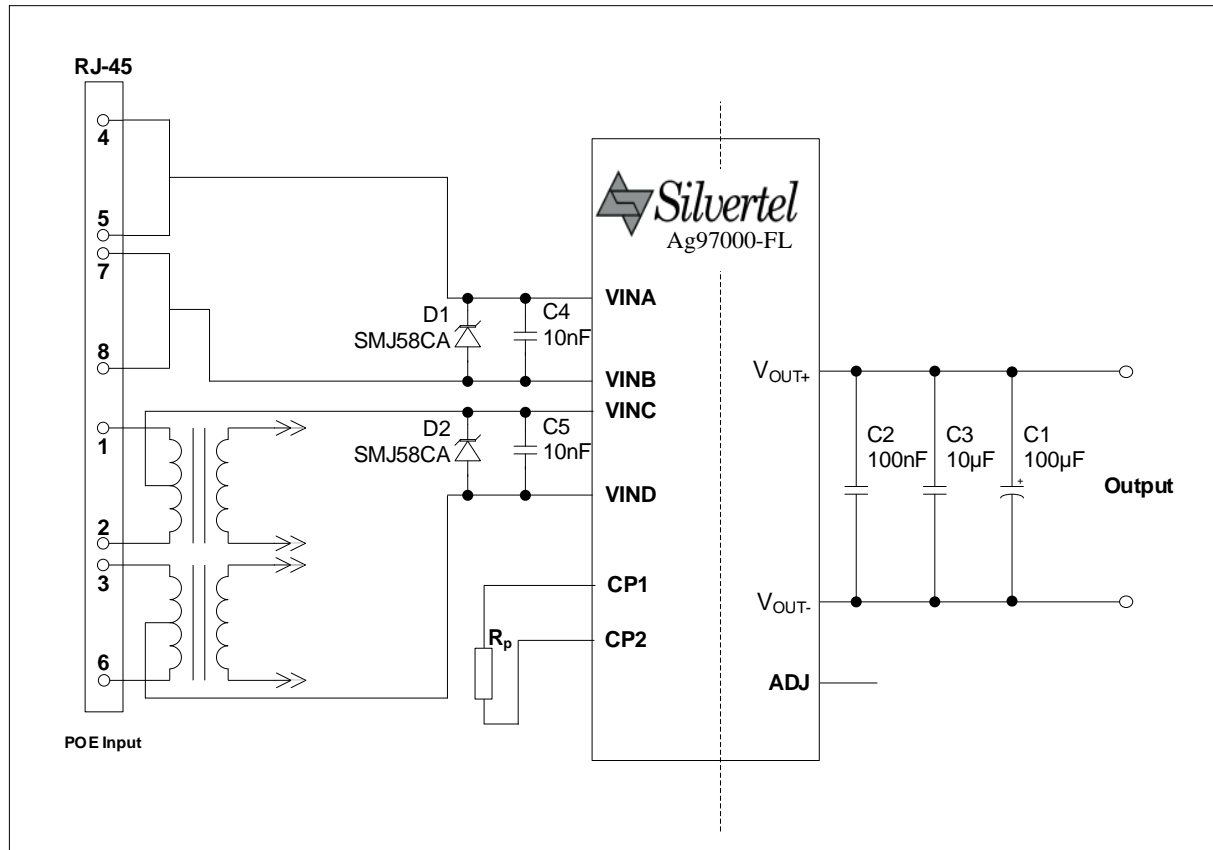 RJ-45
4
5
7
8
1
2
3
6
POE Input
D1
SMJ58CA
C4
10nF
D2
SMJ58CA
C5
10nF
Rp
Silvertel
Ag97000-FL
VINA
VINB
VINC
VIND
CP1
CP2
VOUT+
VOUT-
ADJ
C2
100nF
C3
10µF
C1
100µF
+
Output